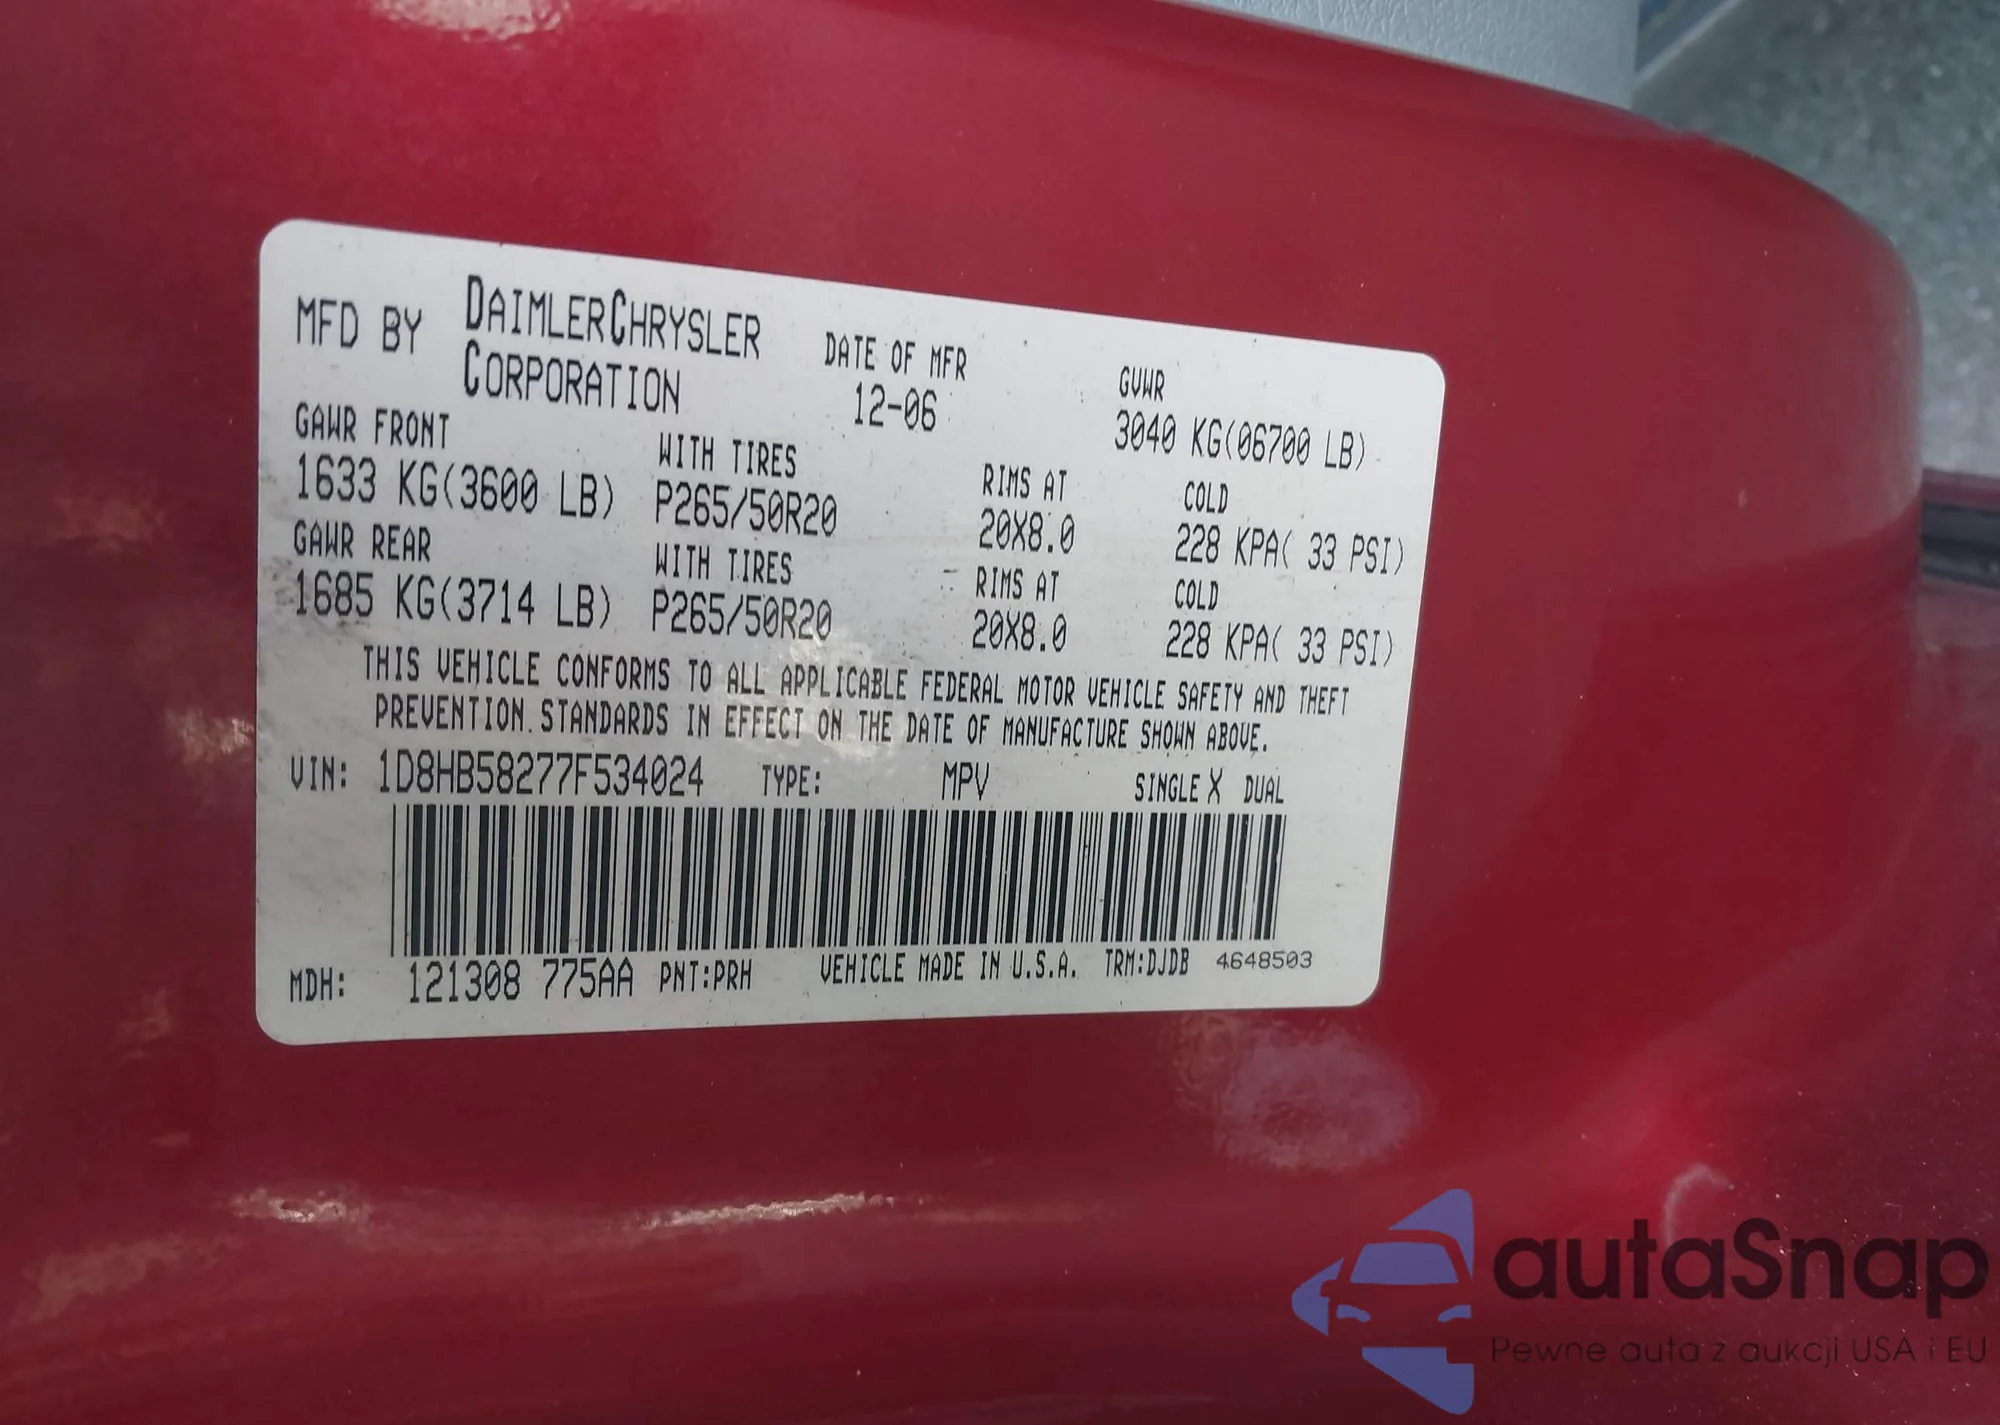 MFD BY DAIMLERCHRYSLER CORPORATION DATE OF MFR 12-06 GVWR 3040 KG(06700 LB)
GAWR FRONT WITH TIRES RIMS AT COLD
1633 KG(3600 LB) P265/50R20 20X8.0 228 KPA( 33 PSI)
GAWR REAR WITH TIRES RIMS AT COLD
1685 KG(3714 LB) P265/50R20 20X8.0 228 KPA( 33 PSI)
THIS VEHICLE CONFORMS TO ALL APPLICABLE FEDERAL MOTOR VEHICLE SAFETY AND THEFT
PREVENTION STANDARDS IN EFFECT ON THE DATE OF MANUFACTURE SHOWN ABOVE.
VIN: 1D8HB58277F534024 TYPE: MPV SINGLE X DUAL
MDH: 121308 775AA PNT:PRH VEHICLE MADE IN U.S.A. TRM:DJDB 4648503
autoSnap
Pewne auta z aukcji USA i EU